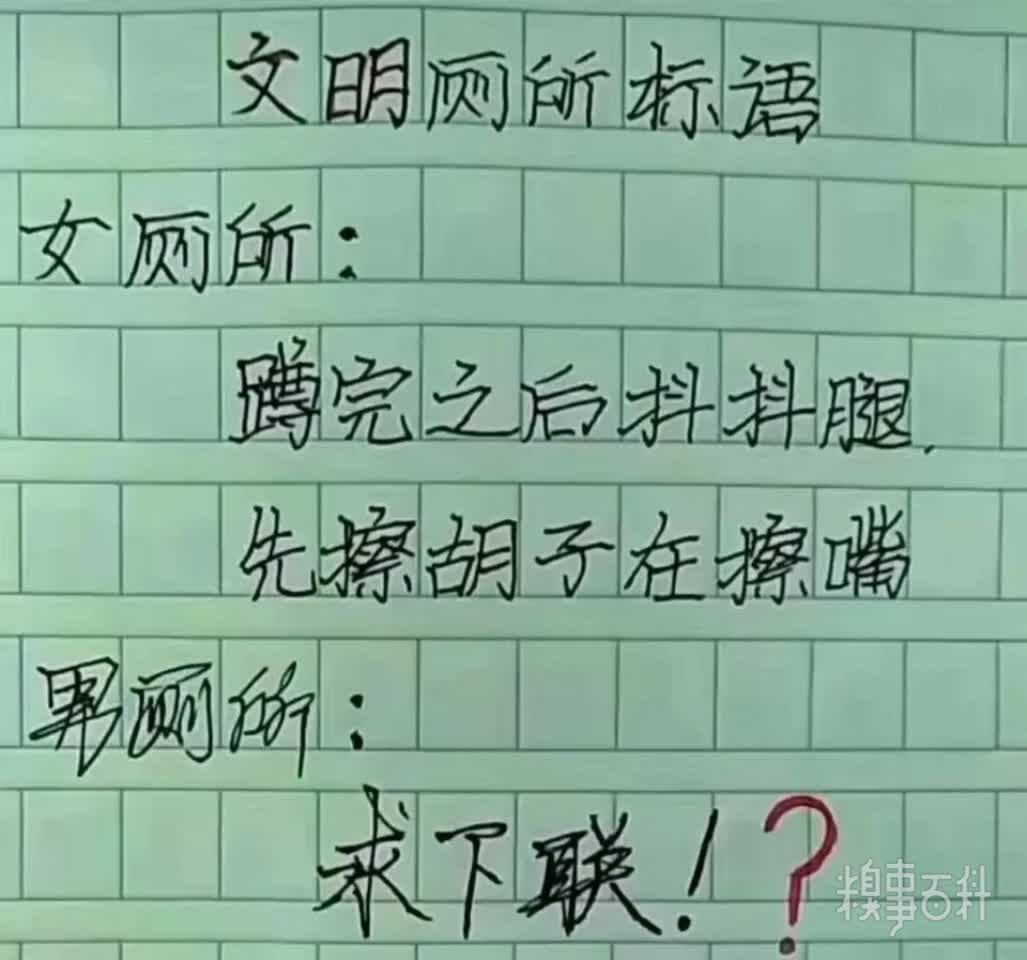 文明厕所标语
女厕所：
蹲完之后抖抖腿.
先擦胡子在擦嘴
男厕所：
求下联！？
糗事百科